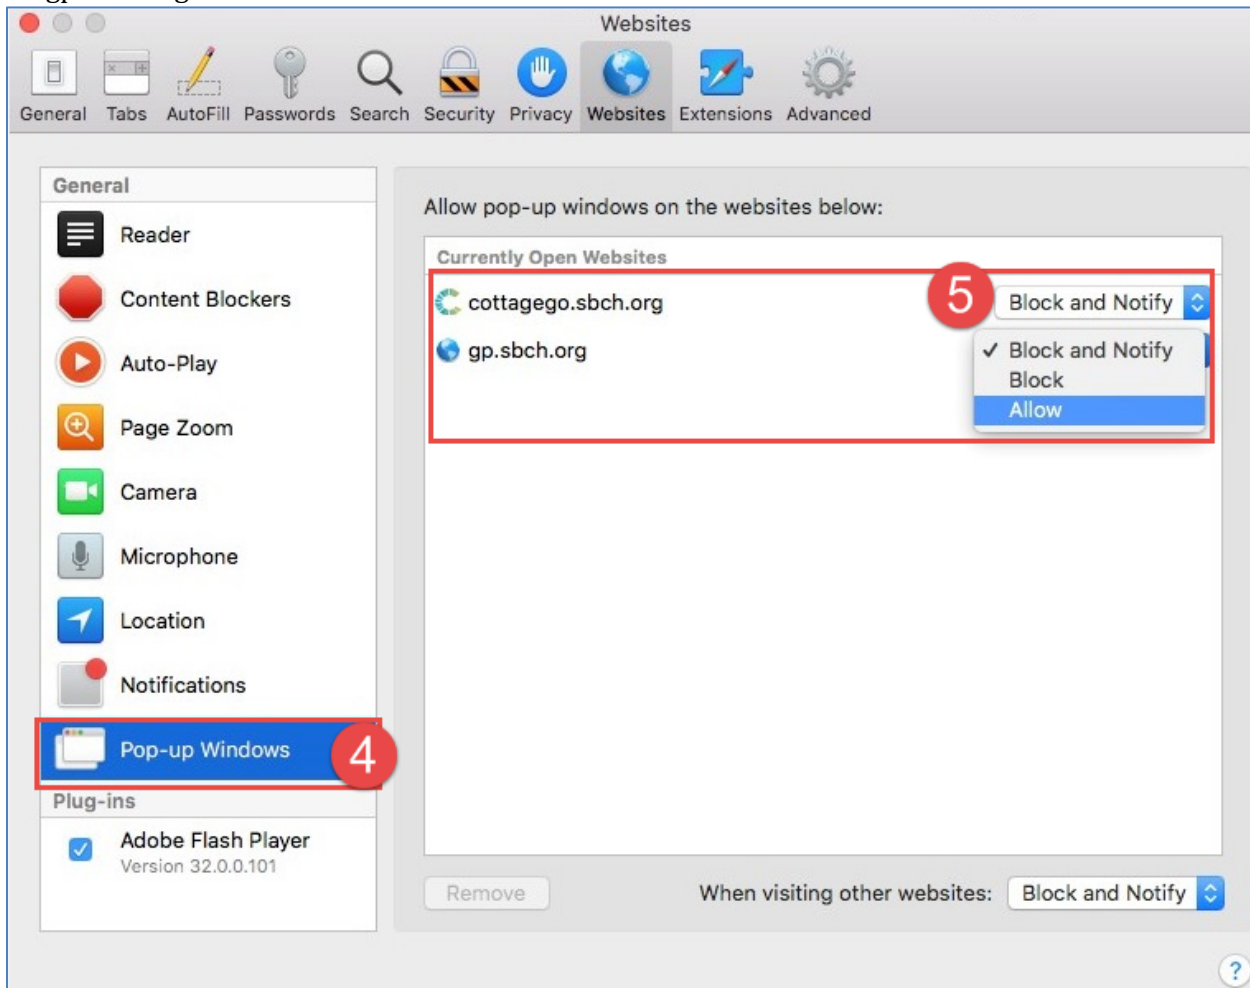 Websites
General Tabs AutoFill Passwords Search Security Privacy Websites Extensions Advanced
General
Reader
Content Blockers
Auto-Play
Page Zoom
Camera
Microphone
Location
Notifications
Pop-up Windows
4
Plug-ins
Adobe Flash Player
Version 32.0.0.101
Allow pop-up windows on the websites below:
Currently Open Websites
cottagego.sbch.org
5
Block and Notify
gp.sbch.org
✓ Block and Notify
Block
Allow
Remove
When visiting other websites: Block and Notify
?